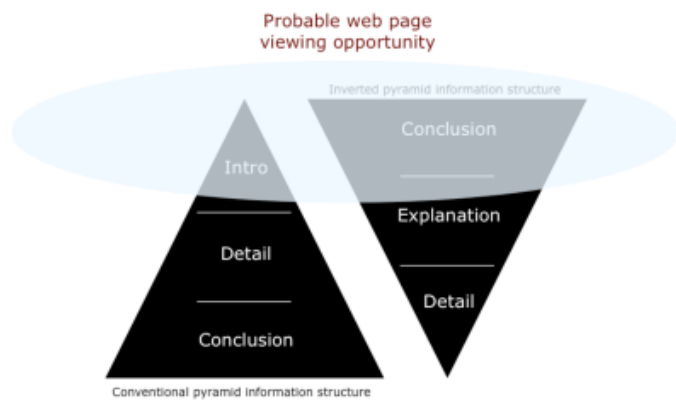 Probable web page
viewing opportunity
Inverted pyramid information structure
Conclusion
Intro
Explanation
Detail
Detail
Conclusion
Conventional pyramid information structure